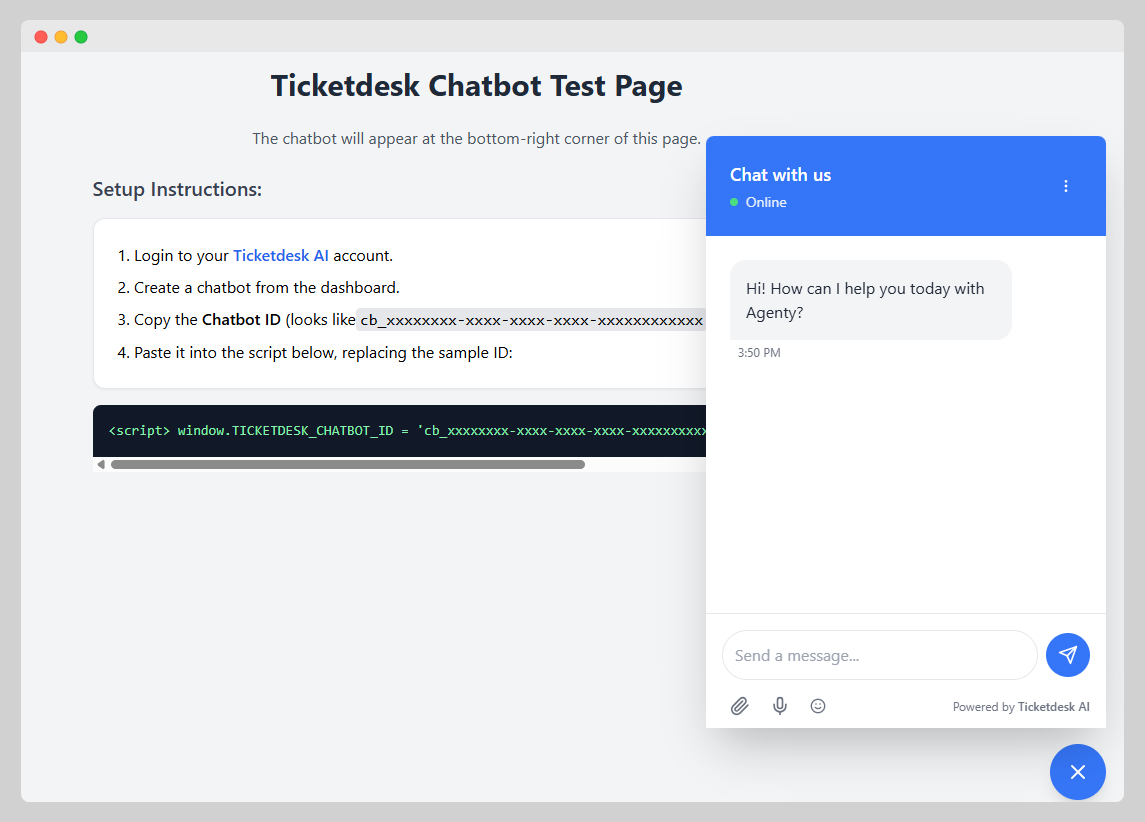 Ticketdesk Chatbot Test Page
The chatbot will appear at the bottom-right corner of this page.
Setup Instructions:
1. Login to your Ticketdesk AI account.
2. Create a chatbot from the dashboard.
3. Copy the Chatbot ID (looks like cb_xxxxxxxx-xxxx-xxxx-xxxx-xxxxxxxxxxxx
4. Paste it into the script below, replacing the sample ID:
<script> window.TICKETDESK_CHATBOT_ID = 'cb_xxxxxxxx-xxxx-xxxx-xxxx-xxxxxxxxxx
Chat with us
Online
Hi! How can I help you today with
Agenty?
3:50 PM
Send a message...
Powered by Ticketdesk AI